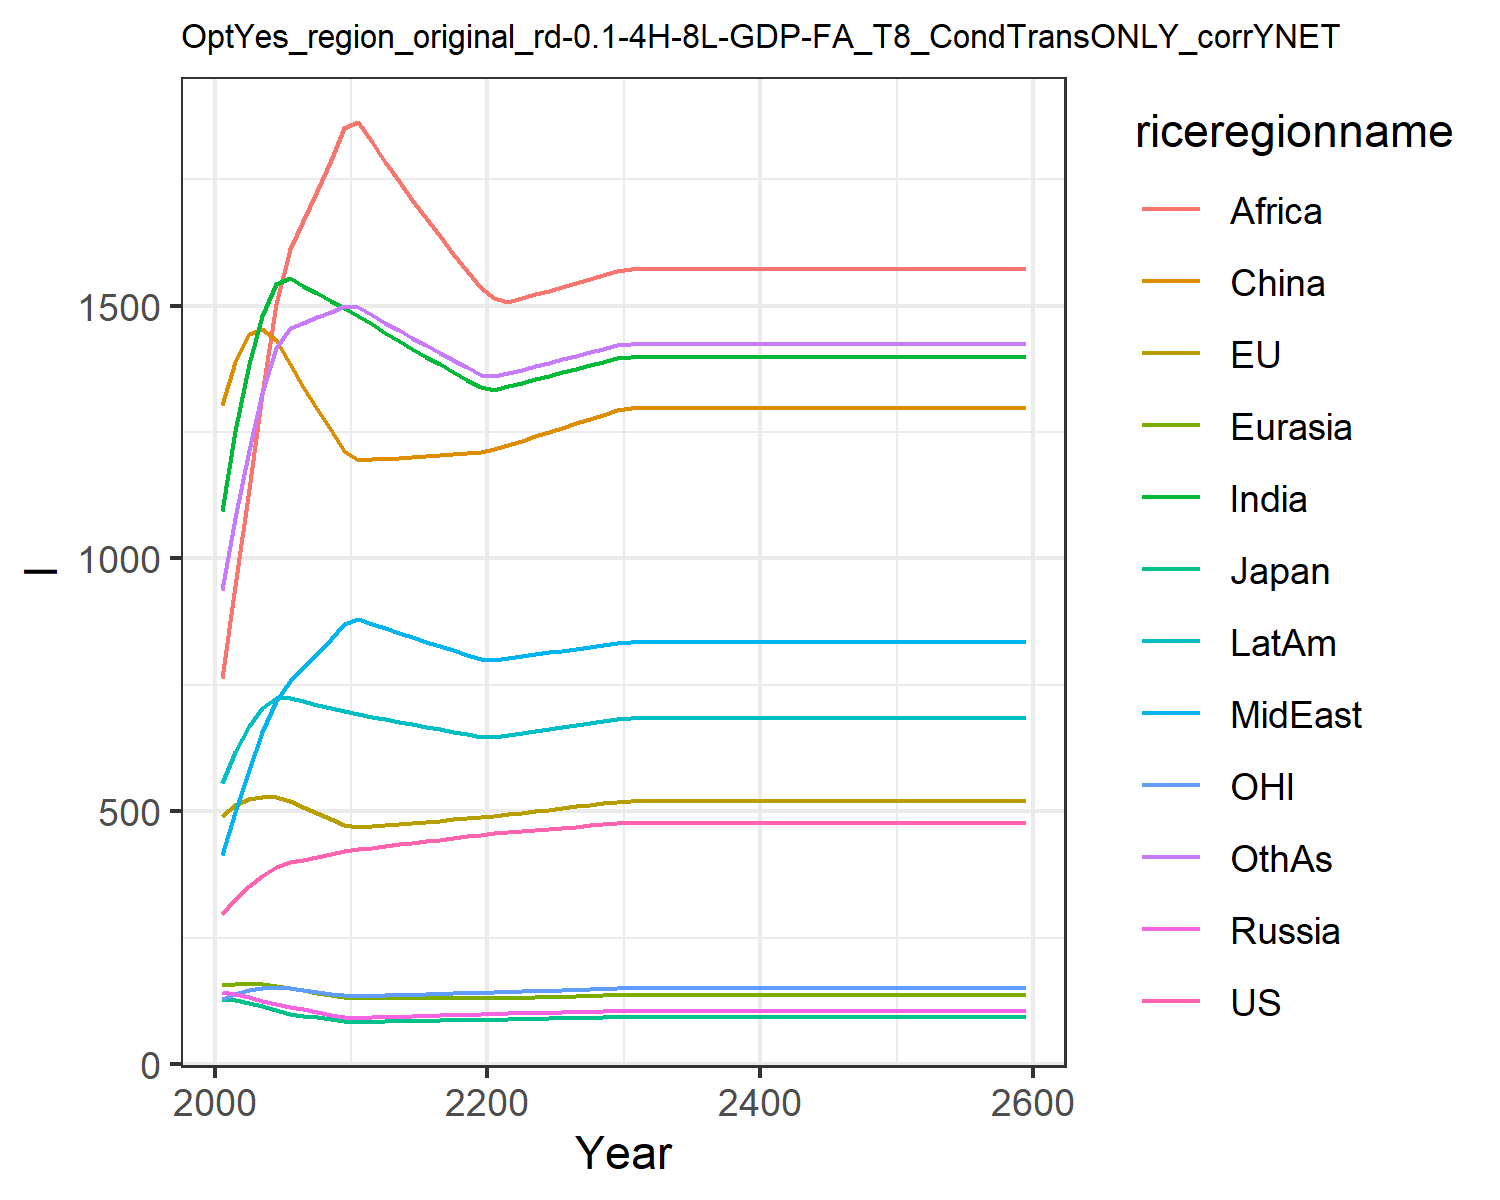 OptYes_region_original_rd-0.1-4H-8L-GDP-FA_T8_CondTransONLY_corrYNET
1500
1000
500
0
l
2000 2200 2400 2600
Year
riceregionname
Africa
China
EU
Eurasia
India
Japan
LatAm
MidEast
OHI
OthAs
Russia
US